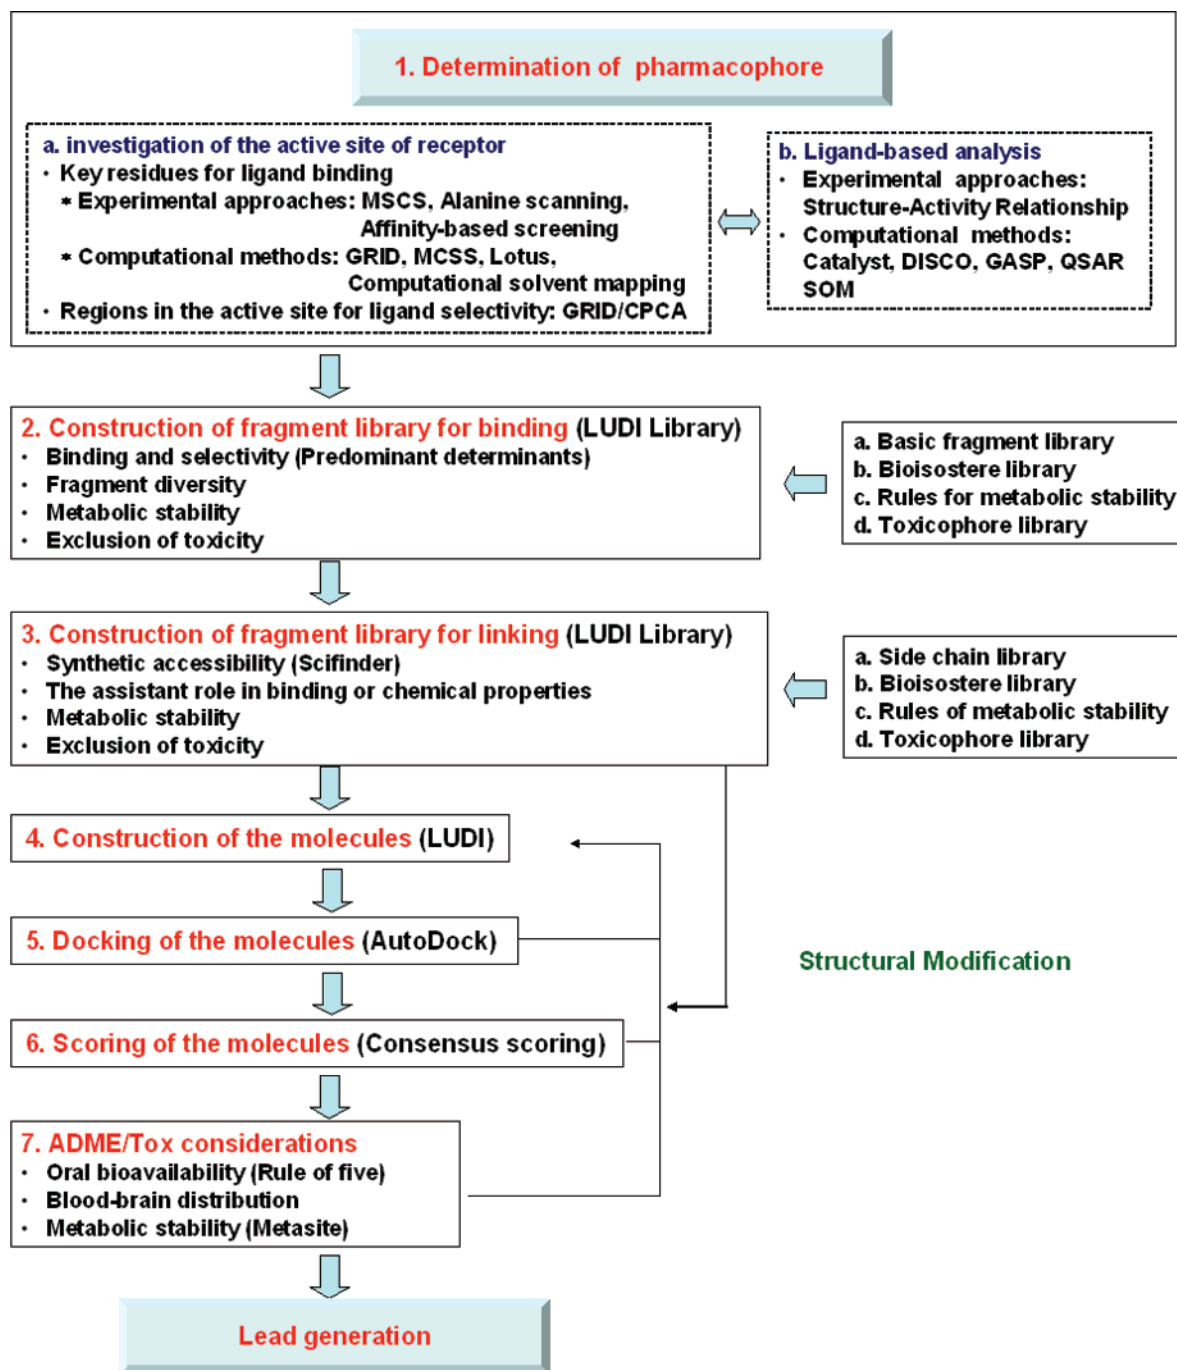 1. Determination of pharmacophore
a. investigation of the active site of receptor
· Key residues for ligand binding
* Experimental approaches: MSCS, Alanine scanning,
Affinity-based screening
* Computational methods: GRID, MCSS, Lotus,
Computational solvent mapping
· Regions in the active site for ligand selectivity: GRID/CPCA
b. Ligand-based analysis
· Experimental approaches:
Structure-Activity Relationship
· Computational methods:
Catalyst, DISCO, GASP, QSAR
SOM
2. Construction of fragment library for binding (LUDI Library)
· Binding and selectivity (Predominant determinants)
· Fragment diversity
· Metabolic stability
· Exclusion of toxicity
a. Basic fragment library
b. Bioisostere library
c. Rules for metabolic stability
d. Toxicophore library
3. Construction of fragment library for linking (LUDI Library)
· Synthetic accessibility (Scifinder)
· The assistant role in binding or chemical properties
· Metabolic stability
· Exclusion of toxicity
a. Side chain library
b. Bioisostere library
c. Rules of metabolic stability
d. Toxicophore library
4. Construction of the molecules (LUDI)
5. Docking of the molecules (AutoDock)
Structural Modification
6. Scoring of the molecules (Consensus scoring)
7. ADME/Tox considerations
· Oral bioavailability (Rule of five)
· Blood-brain distribution
· Metabolic stability (Metasite)
Lead generation